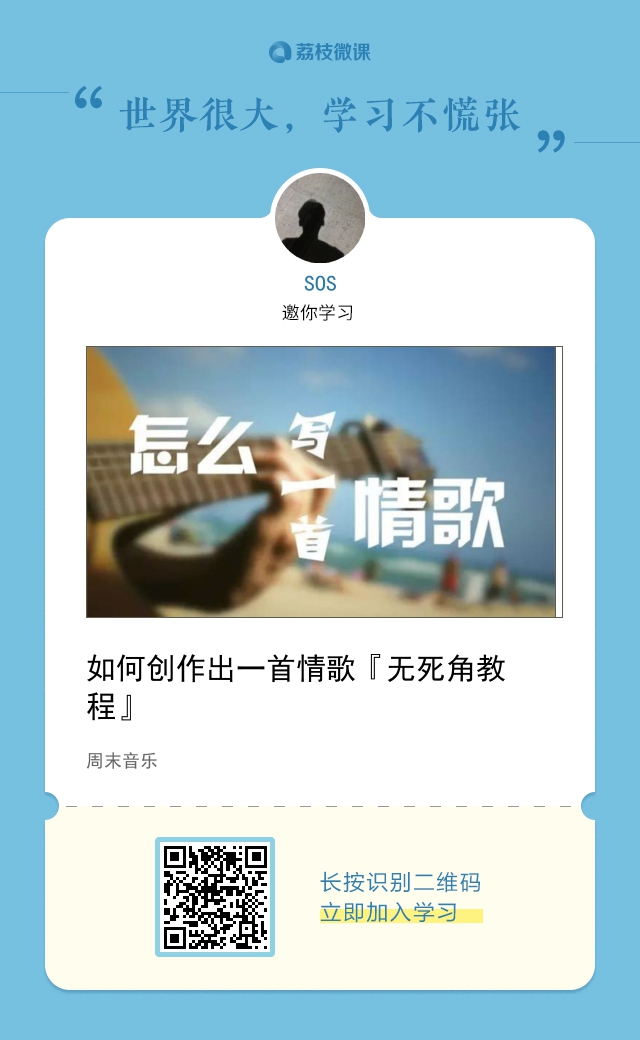 荔枝微课
“世界很大，学习不慌张”
SOS
邀你学习
怎么写一首情歌
如何创作出一首情歌『无死角教
程』
周末音乐
长按识别二维码
立即加入学习